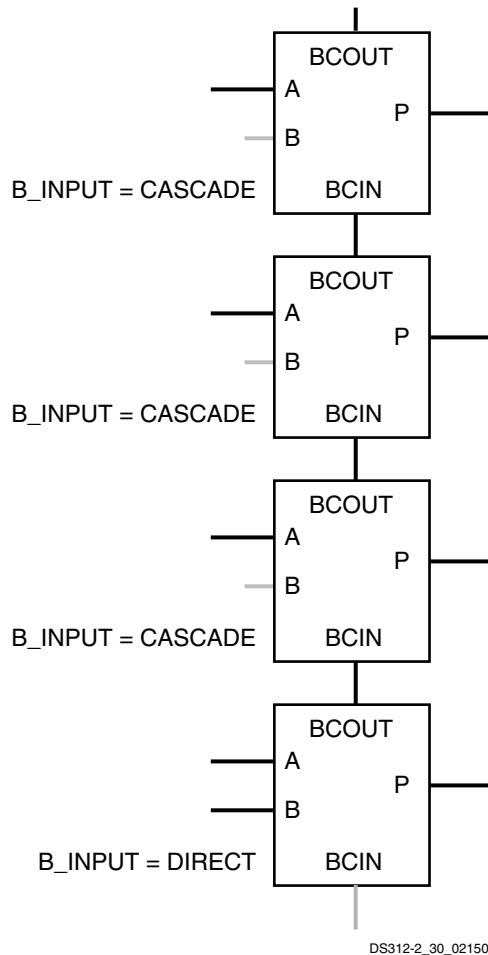 BCOUT
A
P
B
B_INPUT = CASCADE
BCIN
BCOUT
A
P
B
B_INPUT = CASCADE
BCIN
BCOUT
A
P
B
B_INPUT = CASCADE
BCIN
BCOUT
A
P
B
B_INPUT = DIRECT
BCIN
DS312-2_30_02150